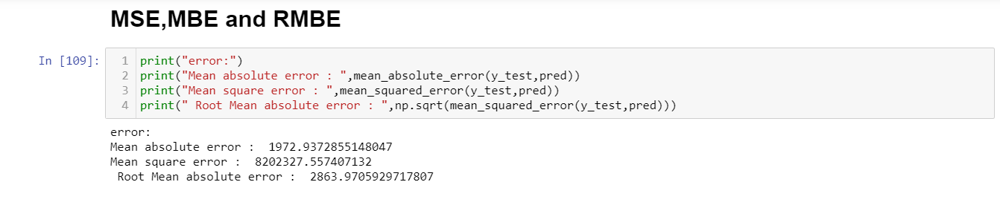 MSE,MBE and RMBE
In [109]:
1 print("error:")
2 print("Mean absolute error : ",mean_absolute_error(y_test,pred))
3 print("Mean square error : ",mean_squared_error(y_test,pred))
4 print(" Root Mean absolute error : ",np.sqrt(mean_squared_error(y_test,pred)))
error:
Mean absolute error :  1972.9372855148047
Mean square error :  8202327.557407132
 Root Mean absolute error :  2863.9705929717807